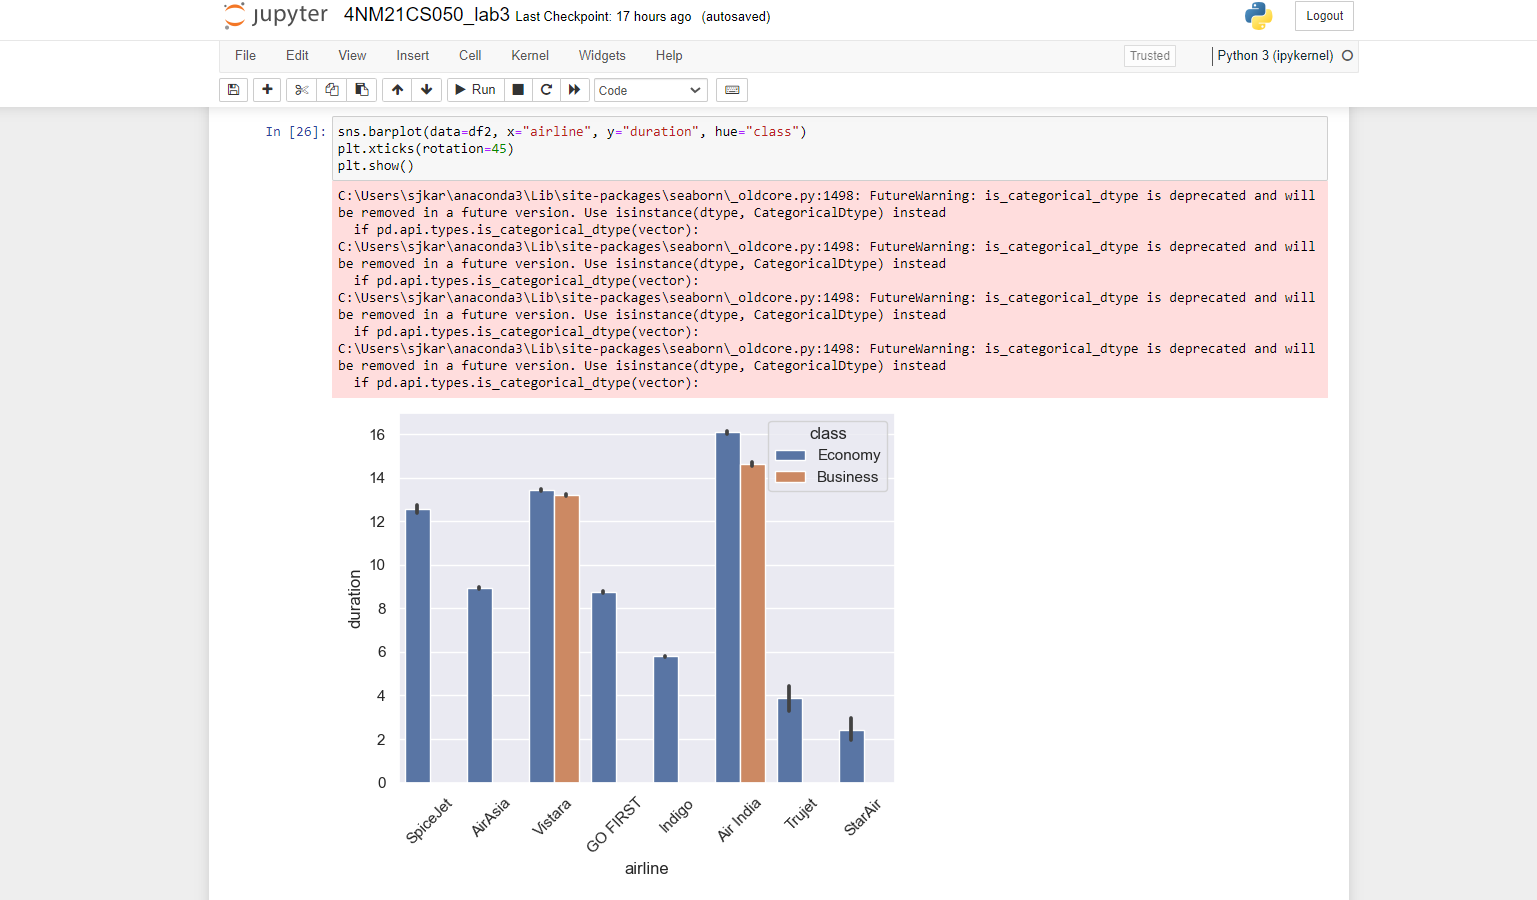 jupyter 4NM21CS050_lab3 Last Checkpoint: 17 hours ago (autosaved)
Logout
File Edit View Insert Cell Kernel Widgets Help
Trusted
Python 3 (ipykernel)
Run
Code
In [26]:
sns.barplot(data=df2, x="airline", y="duration", hue="class")
plt.xticks(rotation=45)
plt.show()
C:\Users\sjkar\anaconda3\Lib\site-packages\seaborn\_oldcore.py:1498: FutureWarning: is_categorical_dtype is deprecated and will
be removed in a future version. Use isinstance(dtype, CategoricalDtype) instead
if pd.api.types.is_categorical_dtype(vector):
C:\Users\sjkar\anaconda3\Lib\site-packages\seaborn\_oldcore.py:1498: FutureWarning: is_categorical_dtype is deprecated and will
be removed in a future version. Use isinstance(dtype, CategoricalDtype) instead
if pd.api.types.is_categorical_dtype(vector):
C:\Users\sjkar\anaconda3\Lib\site-packages\seaborn\_oldcore.py:1498: FutureWarning: is_categorical_dtype is deprecated and will
be removed in a future version. Use isinstance(dtype, CategoricalDtype) instead
if pd.api.types.is_categorical_dtype(vector):
C:\Users\sjkar\anaconda3\Lib\site-packages\seaborn\_oldcore.py:1498: FutureWarning: is_categorical_dtype is deprecated and will
be removed in a future version. Use isinstance(dtype, CategoricalDtype) instead
if pd.api.types.is_categorical_dtype(vector):
class
Economy
Business
16
14
12
10
8
6
4
2
0
duration
SpiceJet
AirAsia
Vistara
GO FIRST
Indigo
Air India
Trujet
StarAir
airline